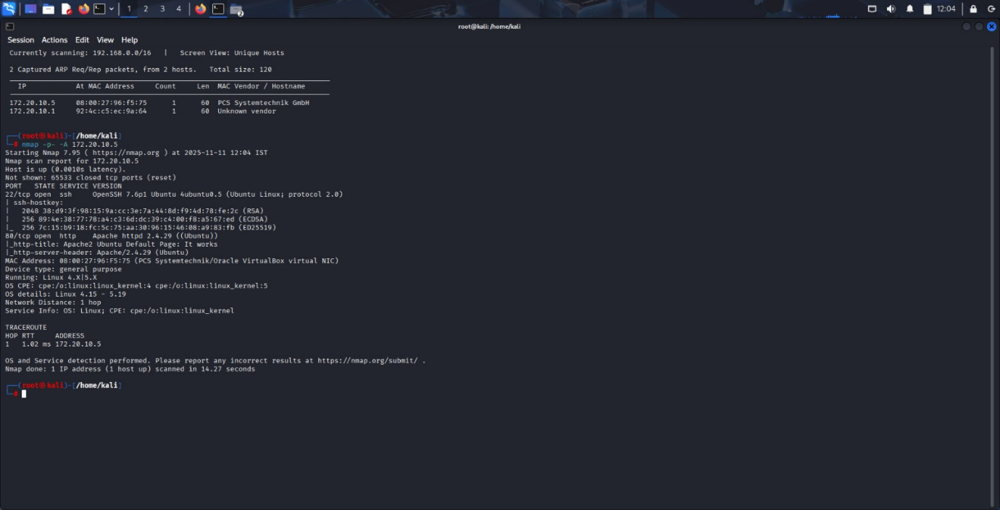 1 2 3 4 2 12:04
root@kali: /home/kali
Session Actions Edit View Help
Currently scanning: 192.168.0.0/16 | Screen View: Unique Hosts
2 Captured ARP Req/Rep packets, from 2 hosts. Total size: 120
IP At MAC Address Count Len MAC Vendor / Hostname
172.20.10.5 08:00:27:96:f5:75 1 60 PCS Systemtechnik GmbH
172.20.10.1 92:4c:c5:ec:9a:64 1 60 Unknown vendor
┌──(root㉿kali)-[/home/kali]
└─# nmap -p- -A 172.20.10.5
Starting Nmap 7.95 ( https://nmap.org ) at 2025-11-11 12:04 IST
Nmap scan report for 172.20.10.5
Host is up (0.0010s latency).
Not shown: 65533 closed tcp ports (reset)
PORT STATE SERVICE VERSION
22/tcp open ssh OpenSSH 7.6p1 Ubuntu 4ubuntu0.5 (Ubuntu Linux; protocol 2.0)
| ssh-hostkey:
| 2048 38:d9:3f:98:15:9a:cc:3e:7a:44:8d:f9:4d:78:fe:2c (RSA)
| 256 89:4e:38:77:78:a4:c3:6d:dc:39:c4:00:f8:a5:67:ed (ECDSA)
|_ 256 7c:15:b9:18:fc:5c:75:aa:30:96:15:46:08:a9:83:fb (ED25519)
80/tcp open http Apache httpd 2.4.29 ((Ubuntu))
|_http-title: Apache2 Ubuntu Default Page: It works
|_http-server-header: Apache/2.4.29 (Ubuntu)
MAC Address: 08:00:27:96:F5:75 (PCS Systemtechnik/Oracle VirtualBox virtual NIC)
Device type: general purpose
Running: Linux 4.X|5.X
OS CPE: cpe:/o:linux:linux_kernel:4 cpe:/o:linux:linux_kernel:5
OS details: Linux 4.15 - 5.19
Network Distance: 1 hop
Service Info: OS: Linux; CPE: cpe:/o:linux:linux_kernel
TRACEROUTE
HOP RTT ADDRESS
1 1.02 ms 172.20.10.5
OS and Service detection performed. Please report any incorrect results at https://nmap.org/submit/ .
Nmap done: 1 IP address (1 host up) scanned in 14.27 seconds
┌──(root㉿kali)-[/home/kali]
└─#